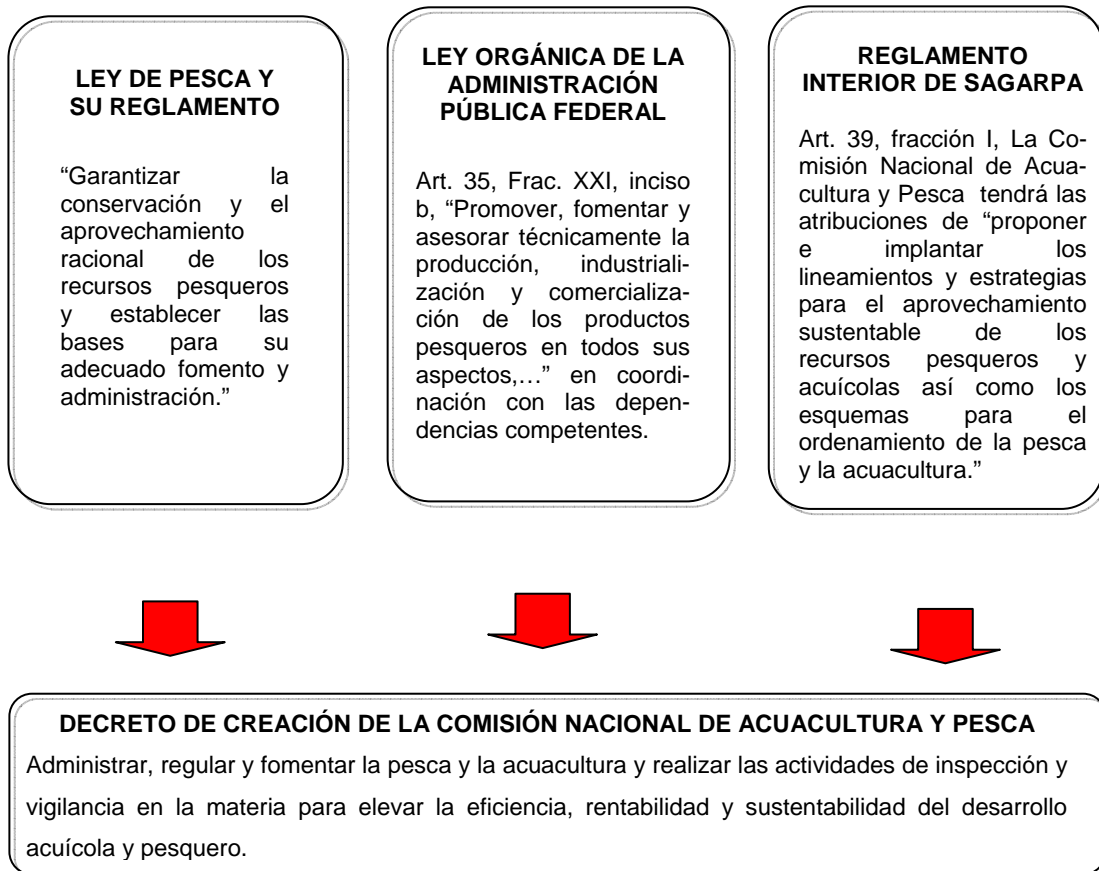 LEY DE PESCA Y
SU REGLAMENTO
“Garantizar la
conservación y el
aprovechamiento
racional de los
recursos pesqueros
y establecer las
bases para su
adecuado fomento y
administración.”
LEY ORGÁNICA DE LA
ADMINISTRACIÓN
PÚBLICA FEDERAL
Art. 35, Frac. XXI, inciso
b, “Promover, fomentar y
asesorar técnicamente la
producción, industriali-
zación y comercializa-
ción de los productos
pesqueros en todos sus
aspectos,…” en coordi-
nación con las depen-
dencias competentes.
REGLAMENTO
INTERIOR DE SAGARPA
Art. 39, fracción I, La Co-
misión Nacional de Acua-
cultura y Pesca tendrá las
atribuciones de “proponer
e implantar los
lineamientos y estrategias
para el aprovechamiento
sustentable de los
recursos pesqueros y
acuícolas así como los
esquemas para el
ordenamiento de la pesca
y la acuacultura.”
DECRETO DE CREACIÓN DE LA COMISIÓN NACIONAL DE ACUACULTURA Y PESCA
Administrar, regular y fomentar la pesca y la acuacultura y realizar las actividades de inspección y
vigilancia en la materia para elevar la eficiencia, rentabilidad y sustentabilidad del desarrollo
acuícola y pesquero.